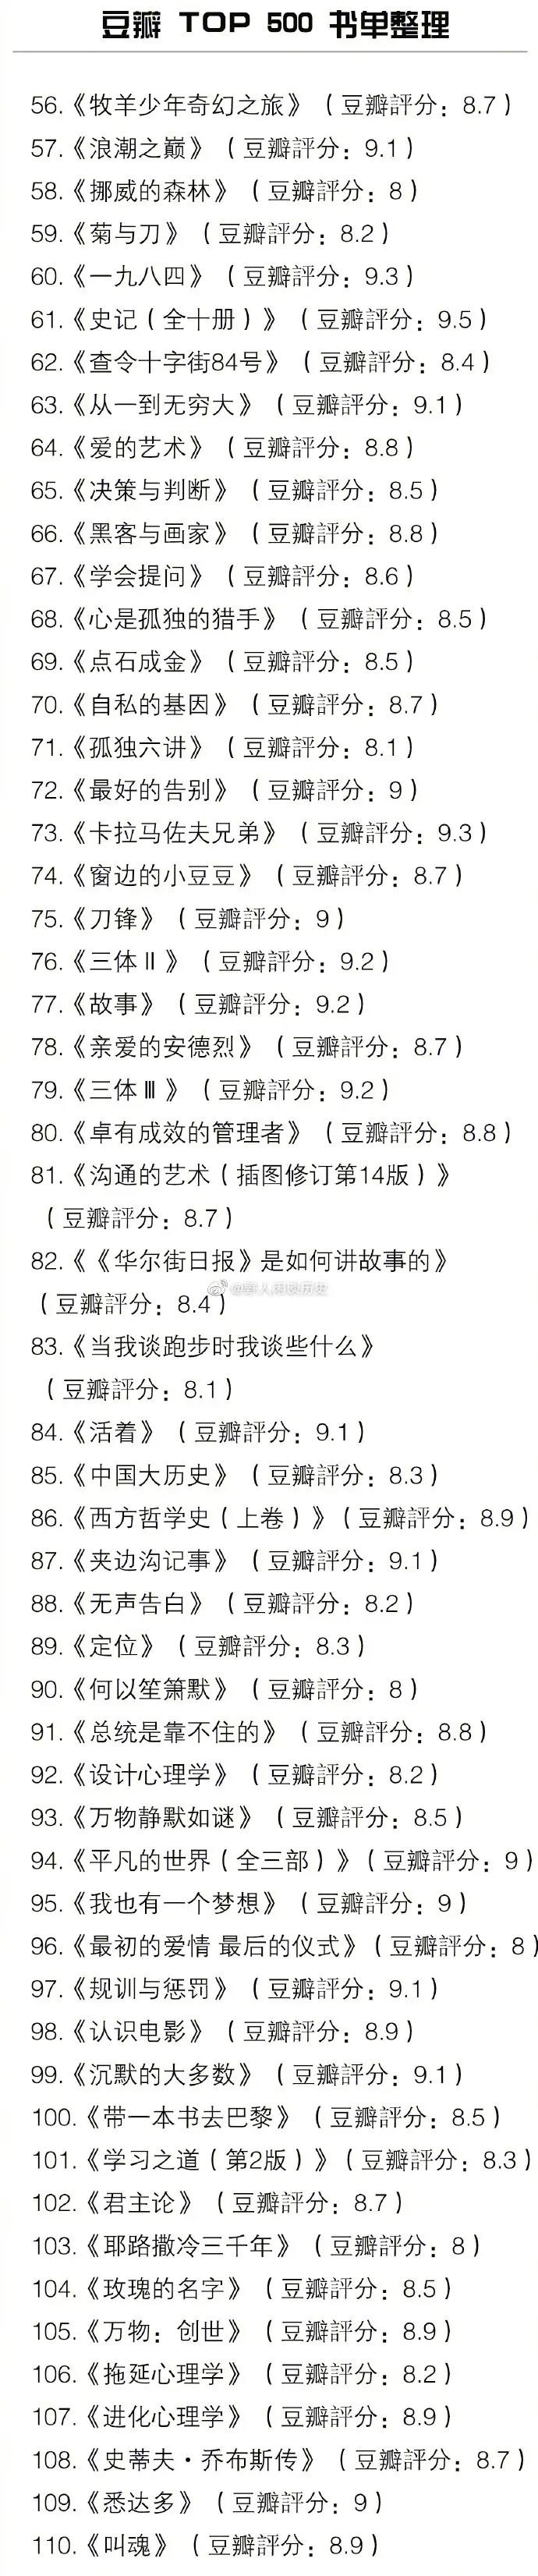 豆瓣 TOP 500 书单整理
56.《牧羊少年奇幻之旅》（豆瓣評分：8.7）
57.《浪潮之巅》（豆瓣評分：9.1）
58.《挪威的森林》（豆瓣評分：8）
59.《菊与刀》（豆瓣評分：8.2）
60.《一九八四》（豆瓣評分：9.3）
61.《史记（全十册）》（豆瓣評分：9.5）
62.《查令十字街84号》（豆瓣評分：8.4）
63.《从一到无穷大》（豆瓣評分：9.1）
64.《爱的艺术》（豆瓣評分：8.8）
65.《决策与判断》（豆瓣評分：8.5）
66.《黑客与画家》（豆瓣評分：8.8）
67.《学会提问》（豆瓣評分：8.6）
68.《心是孤独的猎手》（豆瓣評分：8.5）
69.《点石成金》（豆瓣評分：8.5）
70.《自私的基因》（豆瓣評分：8.7）
71.《孤独六讲》（豆瓣評分：8.1）
72.《最好的告别》（豆瓣評分：9）
73.《卡拉马佐夫兄弟》（豆瓣評分：9.3）
74.《窗边的小豆豆》（豆瓣評分：8.7）
75.《刀锋》（豆瓣評分：9）
76.《三体Ⅱ》（豆瓣評分：9.2）
77.《故事》（豆瓣評分：9.2）
78.《亲爱的安德烈》（豆瓣評分：8.7）
79.《三体Ⅲ》（豆瓣評分：9.2）
80.《卓有成效的管理者》（豆瓣評分：8.8）
81.《沟通的艺术（插图修订第14版）》
（豆瓣評分：8.7）
82.《《华尔街日报》是如何讲故事的》
@野人闲谈历史
（豆瓣評分：8.4）
83.《当我谈跑步时我谈些什么》
（豆瓣評分：8.1）
84.《活着》（豆瓣評分：9.1）
85.《中国大历史》（豆瓣評分：8.3）
86.《西方哲学史（上卷）》（豆瓣評分：8.9）
87.《夹边沟记事》（豆瓣評分：9.1）
88.《无声告白》（豆瓣評分：8.2）
89.《定位》（豆瓣評分：8.3）
90.《何以笙箫默》（豆瓣評分：8）
91.《总统是靠不住的》（豆瓣評分：8.8）
92.《设计心理学》（豆瓣評分：8.2）
93.《万物静默如谜》（豆瓣評分：8.5）
94.《平凡的世界（全三部）》（豆瓣評分：9）
95.《我也有一个梦想》（豆瓣評分：9）
96.《最初的爱情 最后的仪式》（豆瓣評分：8）
97.《规训与惩罚》（豆瓣評分：9.1）
98.《认识电影》（豆瓣評分：8.9）
99.《沉默的大多数》（豆瓣評分：9.1）
100.《带一本书去巴黎》（豆瓣評分：8.5）
101.《学习之道（第2版）》（豆瓣評分：8.3）
102.《君主论》（豆瓣評分：8.7）
103.《耶路撒冷三千年》（豆瓣評分：8）
104.《玫瑰的名字》（豆瓣評分：8.5）
105.《万物：创世》（豆瓣評分：8.9）
106.《拖延心理学》（豆瓣評分：8.2）
107.《进化心理学》（豆瓣評分：8.9）
108.《史蒂夫·乔布斯传》（豆瓣評分：8.7）
109.《悉达多》（豆瓣評分：9）
110.《叫魂》（豆瓣評分：8.9）